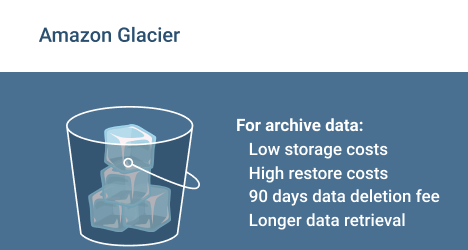 Amazon Glacier
For archive data:
Low storage costs
High restore costs
90 days data deletion fee
Longer data retrieval